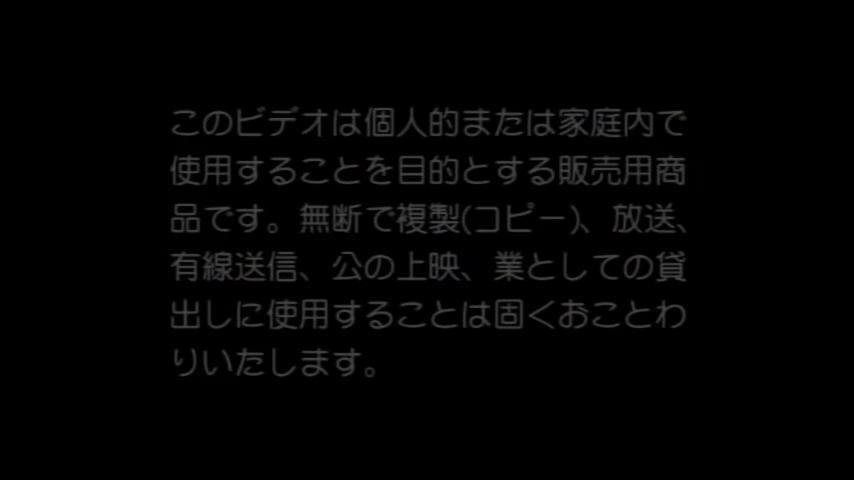 このビデオは個人的または家庭内で
使用することを目的とする販売用商
品です。無断で複製(コピー)、放送、
有線送信、公の上映、業としての貸
出しに使用することは固くおことわ
りいたします。